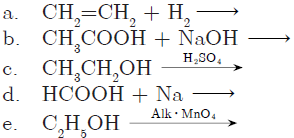 a. CH₂=CH₂ + H₂ ⟶
b. CH₃COOH + NaOH ⟶
c. CH₃CH₂OH —H₂SO₄→
d. HCOOH + Na ⟶
e. C₂H₅OH —Alk · MnO₄→